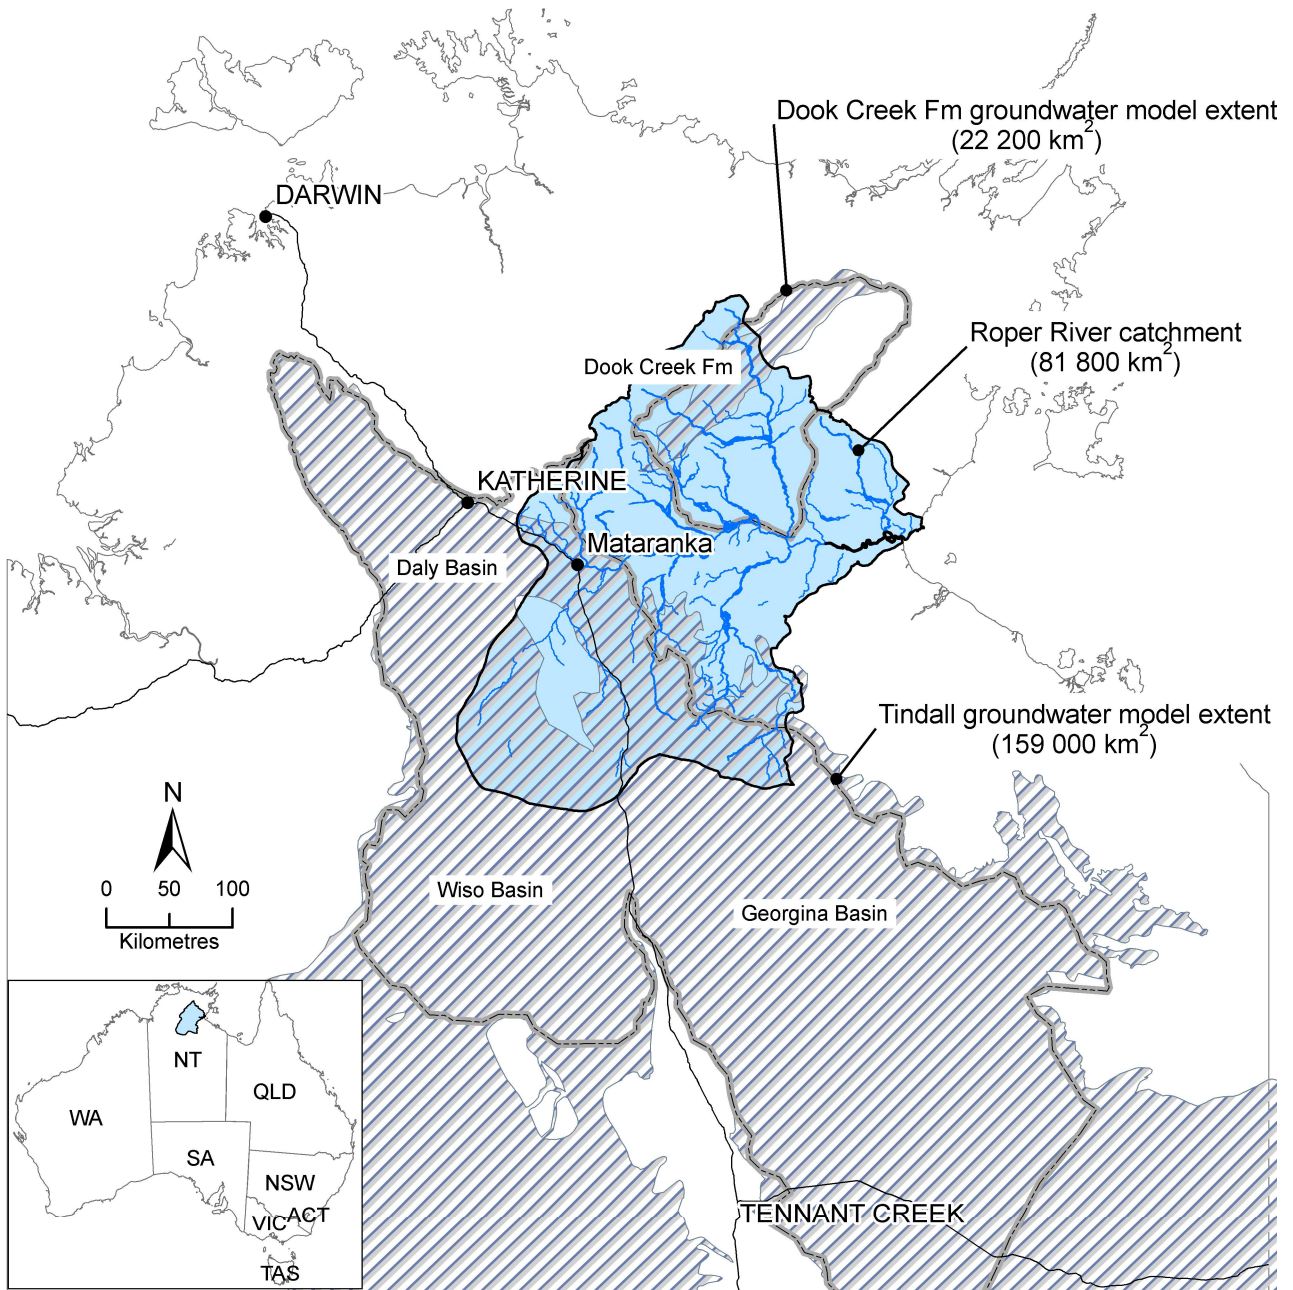 Dook Creek Fm groundwater model extent
(22 200 km²)
DARWIN
Roper River catchment
(81 800 km²)
Dook Creek Fm
KATHERINE
Mataranka
Daly Basin
Tindall groundwater model extent
(159 000 km²)
N
0 50 100
Kilometres
Wiso Basin
Georgina Basin
TENNANT CREEK
NT
WA
QLD
SA
NSW
ACT
VIC
TAS